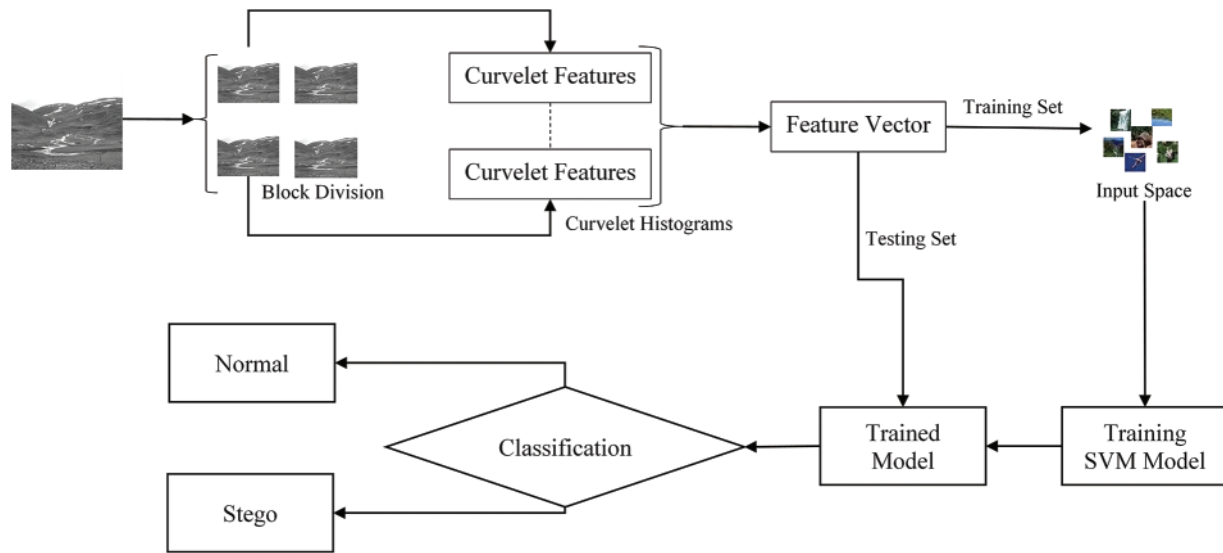 Curvelet Features
Block Division
Curvelet Features
Curvelet Histograms
Feature Vector
Training Set
Input Space
Testing Set
Normal
Classification
Stego
Trained
Model
Training
SVM Model